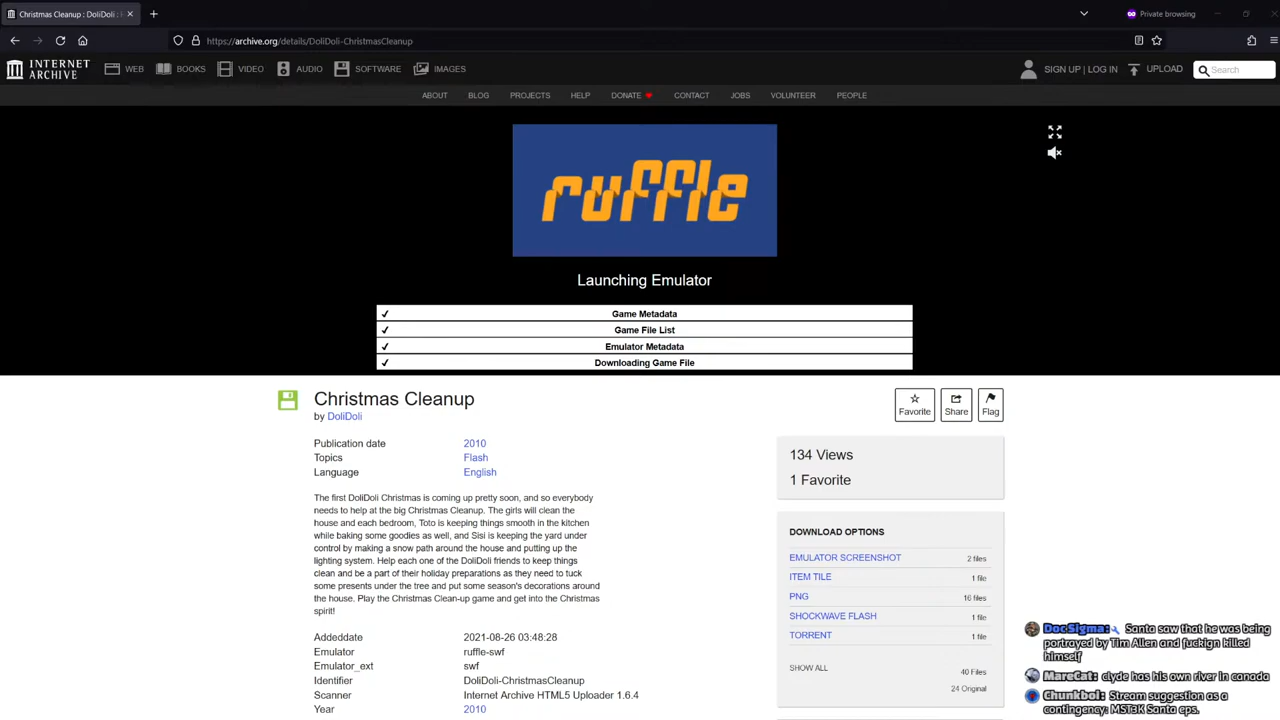 Christmas Cleanup : DoliDoli :
Private browsing
https://archive.org/details/DoliDoli-ChristmasCleanup
INTERNET ARCHIVE
WEB BOOKS VIDEO AUDIO SOFTWARE IMAGES
SIGN UP | LOG IN UPLOAD Search
ABOUT BLOG PROJECTS HELP DONATE CONTACT JOBS VOLUNTEER PEOPLE
ruffle
Launching Emulator
✓ Game Metadata
✓ Game File List
✓ Emulator Metadata
✓ Downloading Game File
Christmas Cleanup
by DoliDoli
Favorite Share Flag
Publication date 2010
Topics Flash
Language English
134 Views
1 Favorite
The first DoliDoli Christmas is coming up pretty soon, and so everybody
needs to help at the big Christmas Cleanup. The girls will clean the
house and each bedroom, Toto is keeping things smooth in the kitchen
while baking some goodies as well, and Sisi is keeping the yard under
control by making a snow path around the house and putting up the
lighting system. Help each one of the DoliDoli friends to keep things
clean and be a part of their holiday preparations as they need to tuck
some presents under the tree and put some season's decorations around
the house. Play the Christmas Clean-up game and get into the Christmas
spirit!
DOWNLOAD OPTIONS
EMULATOR SCREENSHOT 2 files
ITEM TILE 1 file
PNG 16 files
SHOCKWAVE FLASH 1 file
TORRENT 1 file
SHOW ALL 40 Files
24 Original
Addeddate 2021-08-26 03:48:28
Emulator ruffle-swf
Emulator_ext swf
Identifier DoliDoli-ChristmasCleanup
Scanner Internet Archive HTML5 Uploader 1.6.4
Year 2010
DocSigma: Santa saw that he was being
portrayed by Tim Allen and fuckign killed
himself
MareCat: clyde has his own river in canada
Chunkbot: Stream suggestion as a
contingency: MST3K Santa eps.